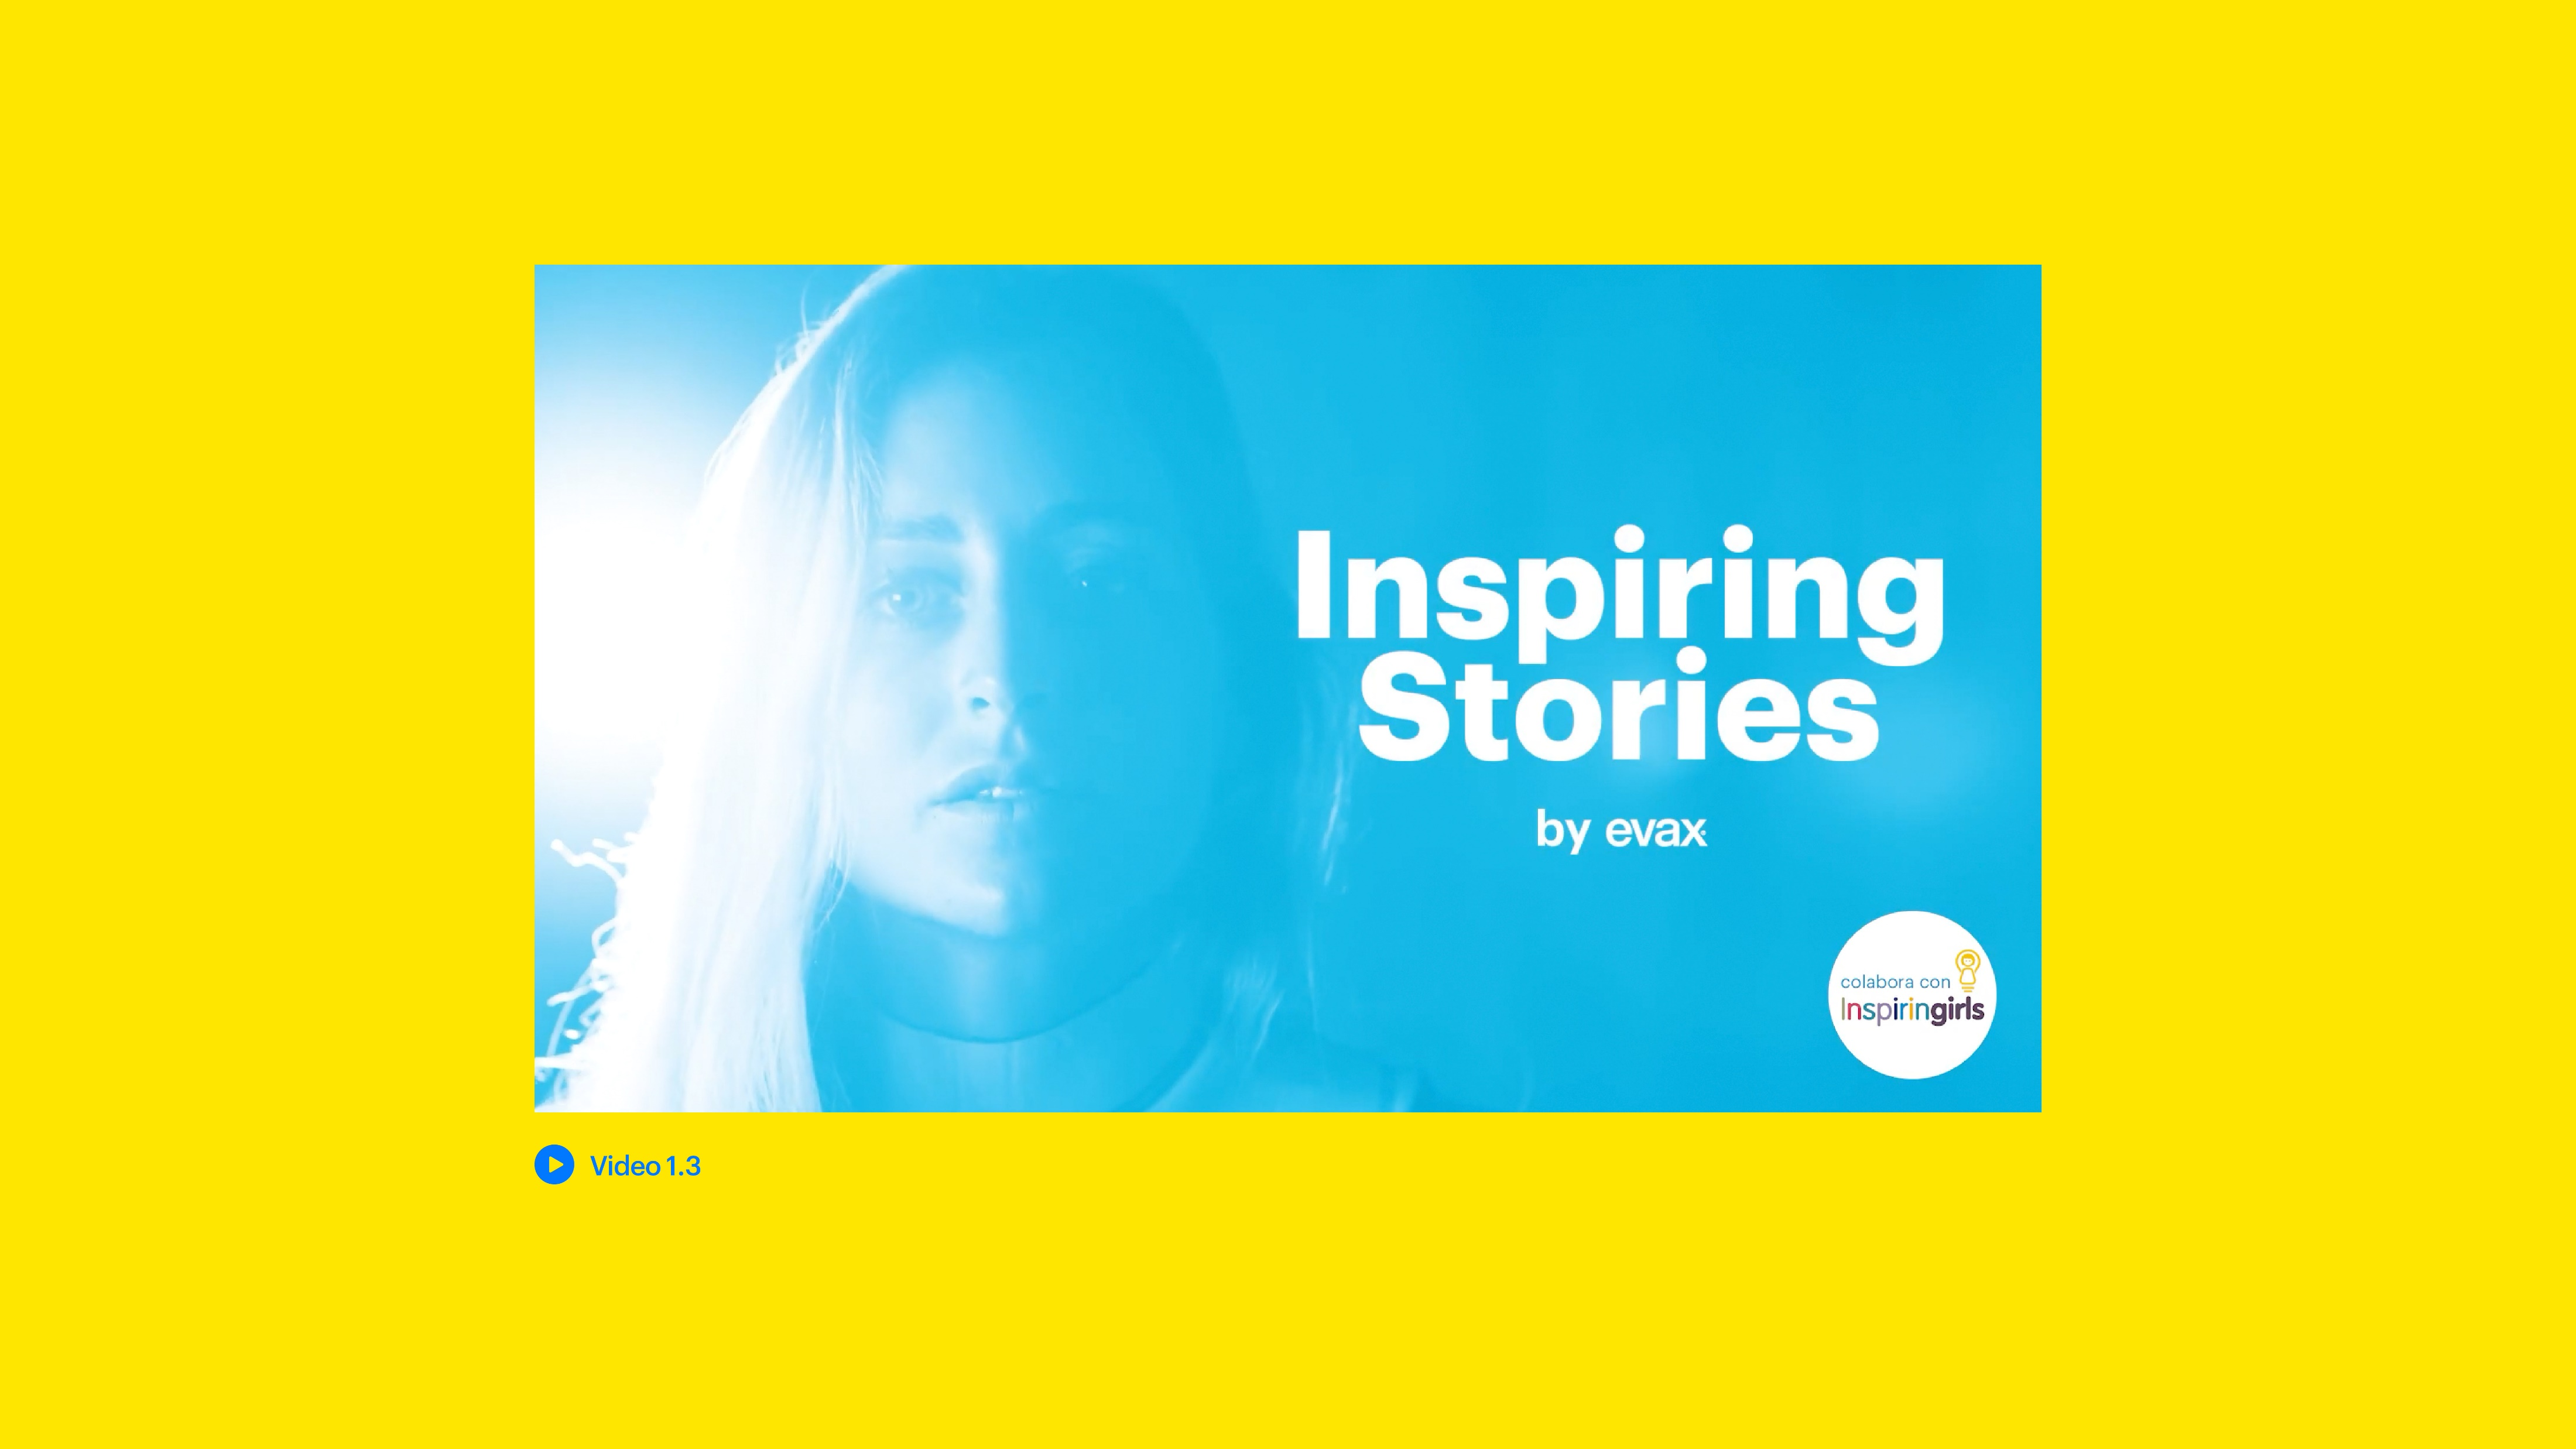 Inspiring
Stories
by evax
colabora con
Inspiringirls
Video 1.3